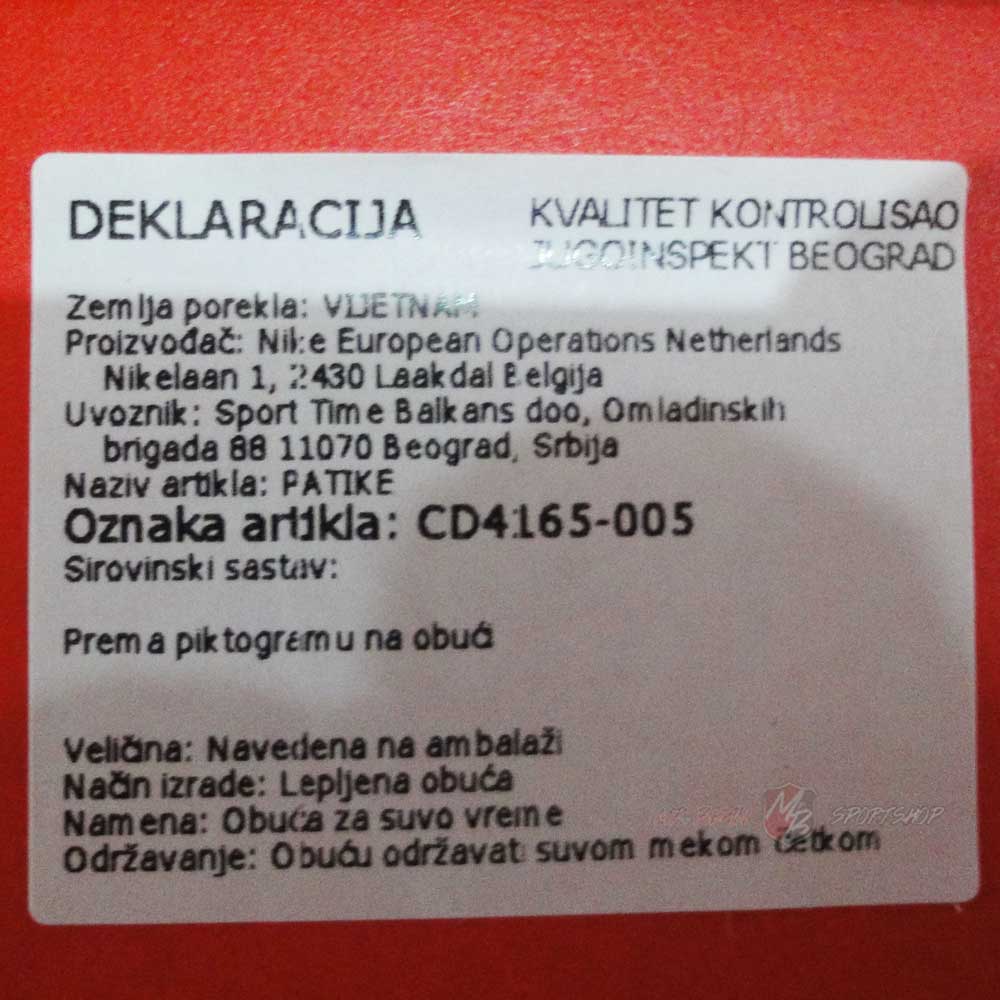 DEKLARACIJA
KVALITET KONTROLISAO
JUGOINSPEKT BEOGRAD
Zemlja porekla: VIJETNAM
Proizvođač: Nike European Operations Netherlands
Nikelaan 1, 2430 Laakdal Belgija
Uvoznik: Sport Time Balkans doo, Omladinskih
brigada 88 11070 Beograd, Srbija
Naziv artikla: PATIKE
Oznaka artikla: CD4165-005
Sirovinski sastav:
Prema piktogramu na obući
Veličina: Navedena na ambalaži
Način izrade: Lepljena obuća
Namena: Obuća za suvo vreme
Održavanje: Obuću održavati suvom mekom četkom
MB SPORTSHOP